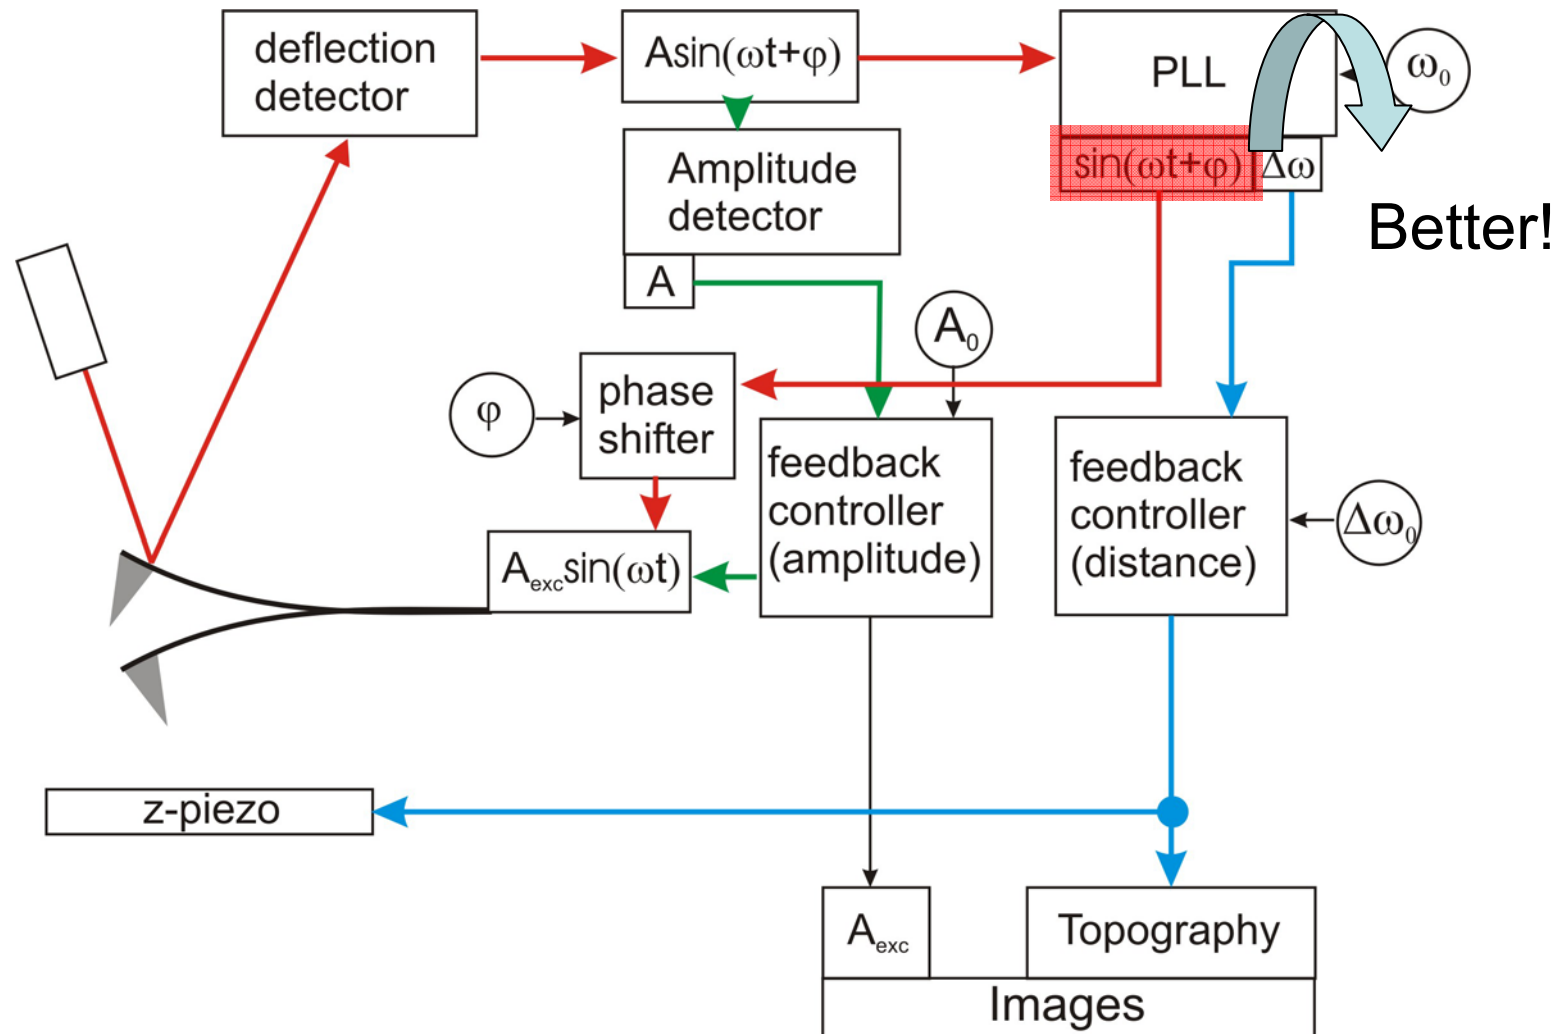 deflection
detector
Asin(ωt+φ)
PLL
ω₀
sin(ωt+φ)
Δω
Better!
Amplitude
detector
A
A₀
φ
phase
shifter
feedback
controller
(amplitude)
feedback
controller
(distance)
Δω₀
Aₑₓcsin(ωt)
z-piezo
Aₑₓc
Topography
Images